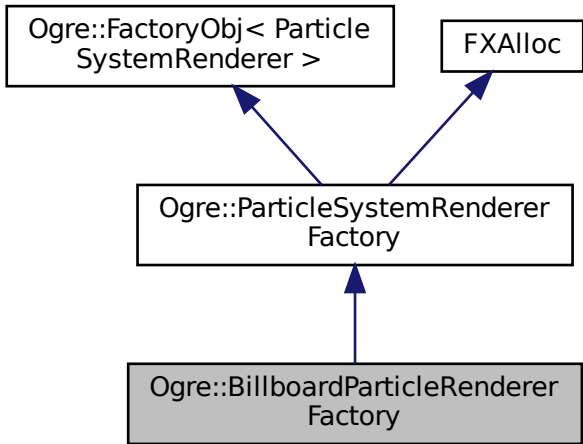 Ogre::FactoryObj< Particle
SystemRenderer >
FXAlloc
Ogre::ParticleSystemRenderer
Factory
Ogre::BillboardParticleRenderer
Factory